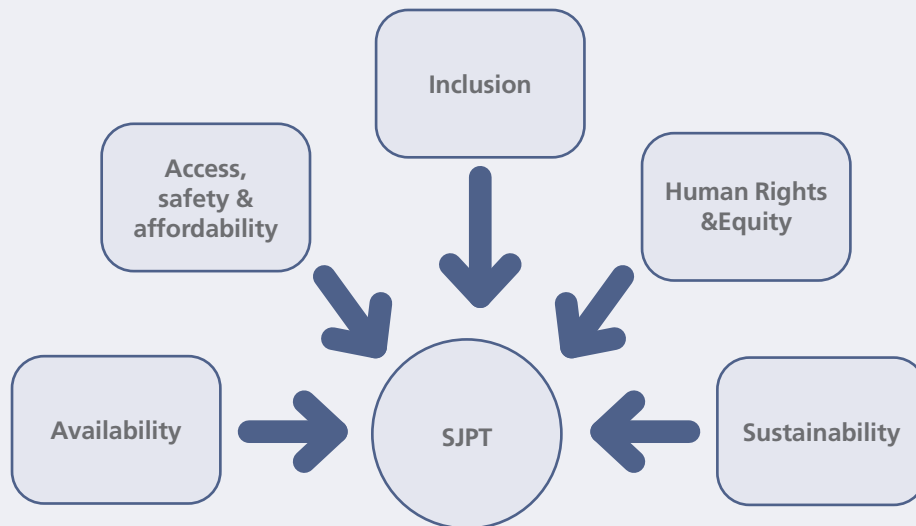 Inclusion
Access,
safety &
affordability
Human Rights
&Equity
Availability
SJPT
Sustainability